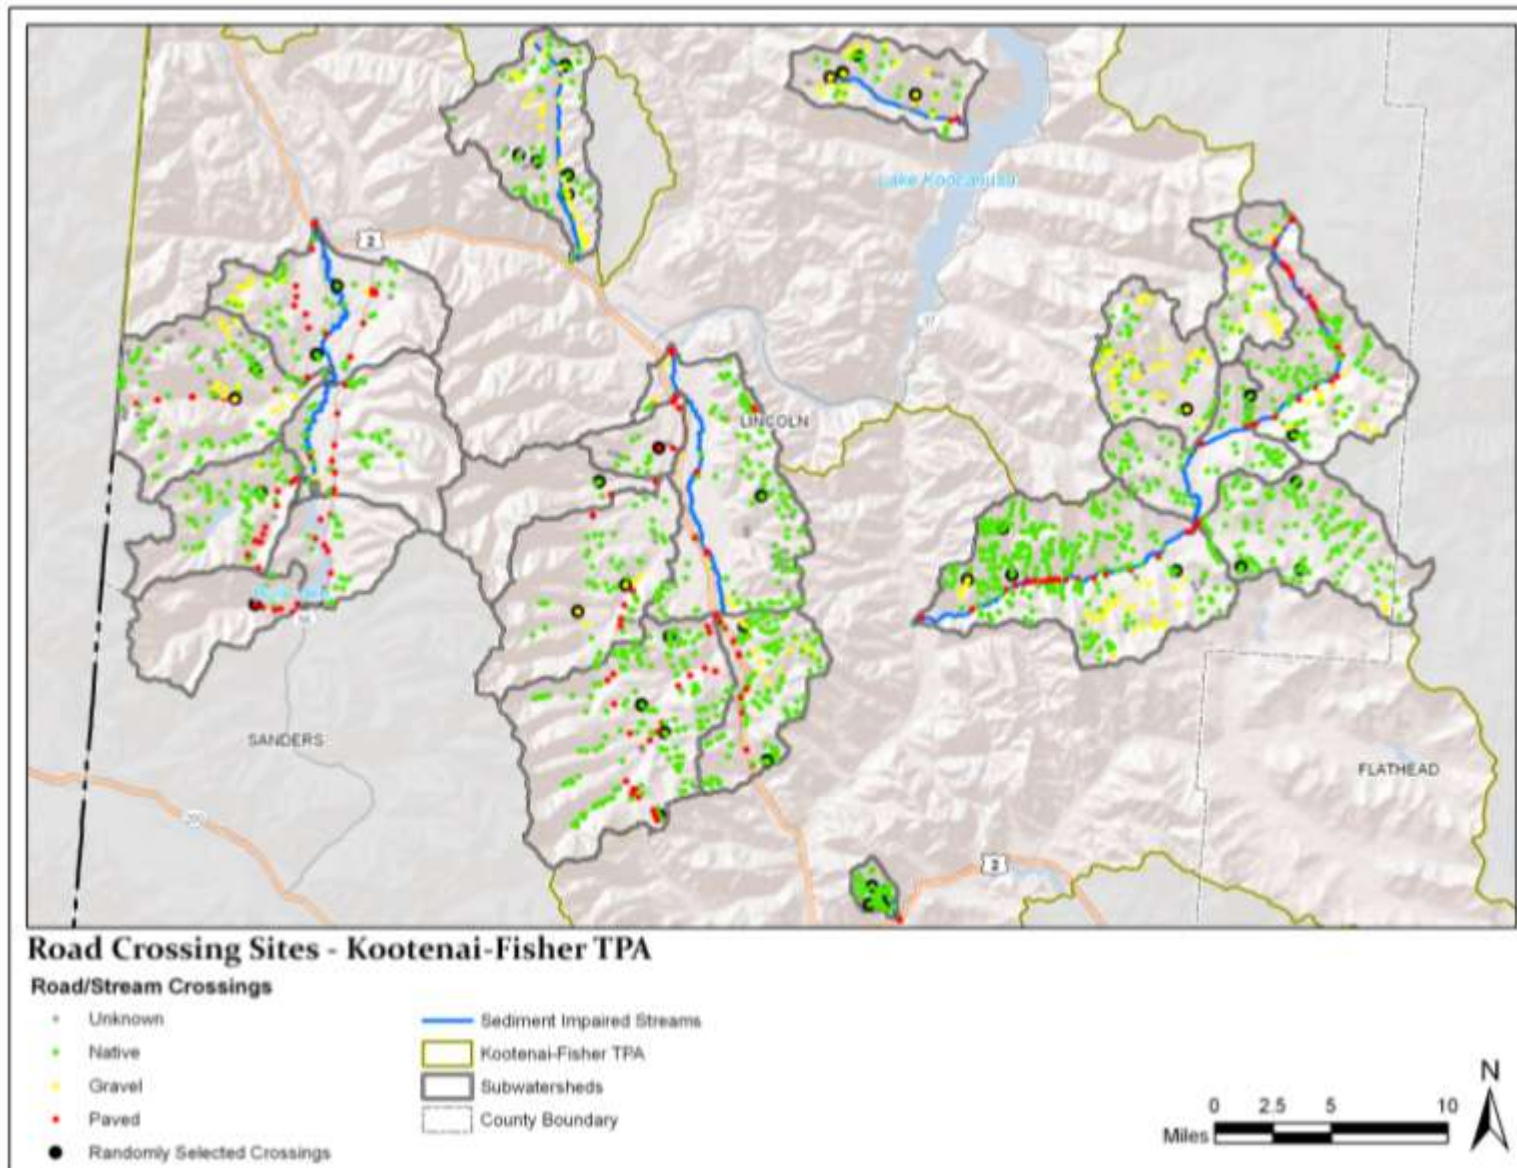 2
Lake Koocanusa
37
LINCOLN
SANDERS
FLATHEAD
200
2
Road Crossing Sites - Kootenai-Fisher TPA
Road/Stream Crossings
Unknown
Native
Gravel
Paved
Randomly Selected Crossings
Sediment Impaired Streams
Kootenai-Fisher TPA
Subwatersheds
County Boundary
N
0 2.5 5 10
Miles